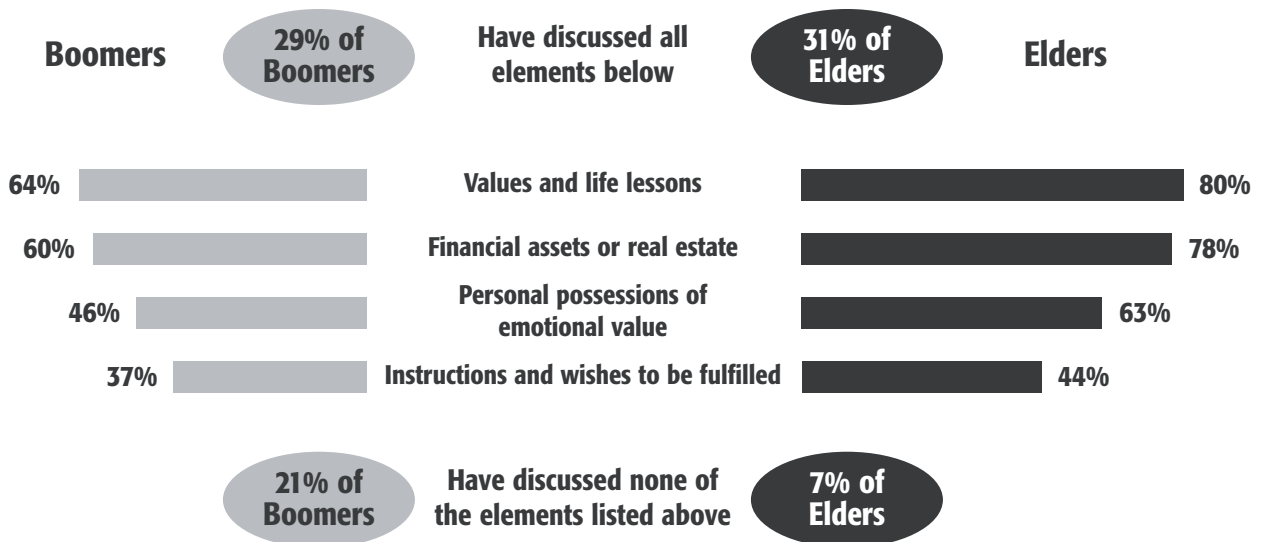 Boomers
29% of
Boomers
Have discussed all
elements below
31% of
Elders
Elders
64%
Values and life lessons
80%
60%
Financial assets or real estate
78%
46%
Personal possessions of
emotional value
63%
37%
Instructions and wishes to be fulfilled
44%
21% of
Boomers
Have discussed none of
the elements listed above
7% of
Elders